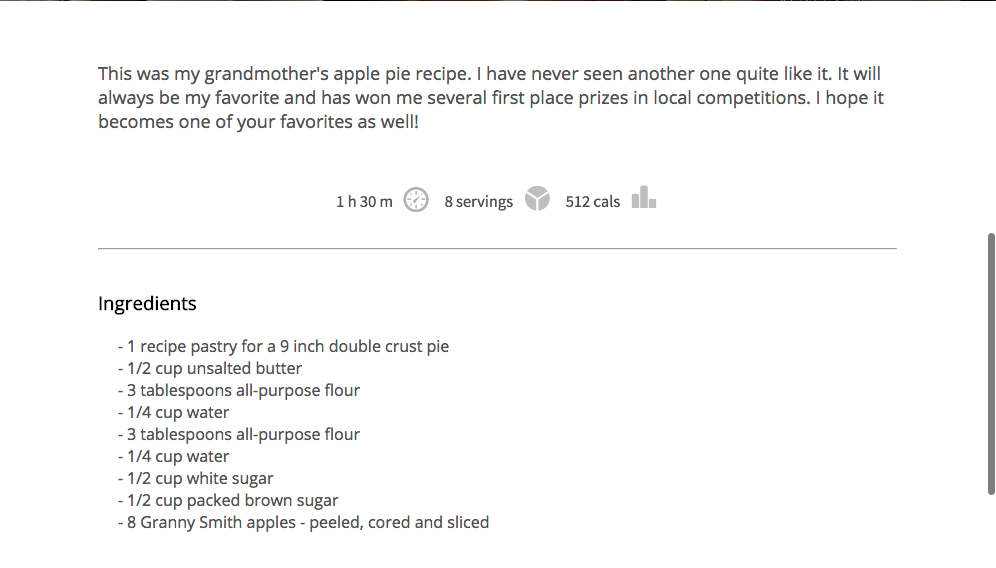 This was my grandmother's apple pie recipe. I have never seen another one quite like it. It will
always be my favorite and has won me several first place prizes in local competitions. I hope it
becomes one of your favorites as well!
1 h 30 m 8 servings 512 cals
Ingredients
- 1 recipe pastry for a 9 inch double crust pie
- 1/2 cup unsalted butter
- 3 tablespoons all-purpose flour
- 1/4 cup water
- 3 tablespoons all-purpose flour
- 1/4 cup water
- 1/2 cup white sugar
- 1/2 cup packed brown sugar
- 8 Granny Smith apples - peeled, cored and sliced